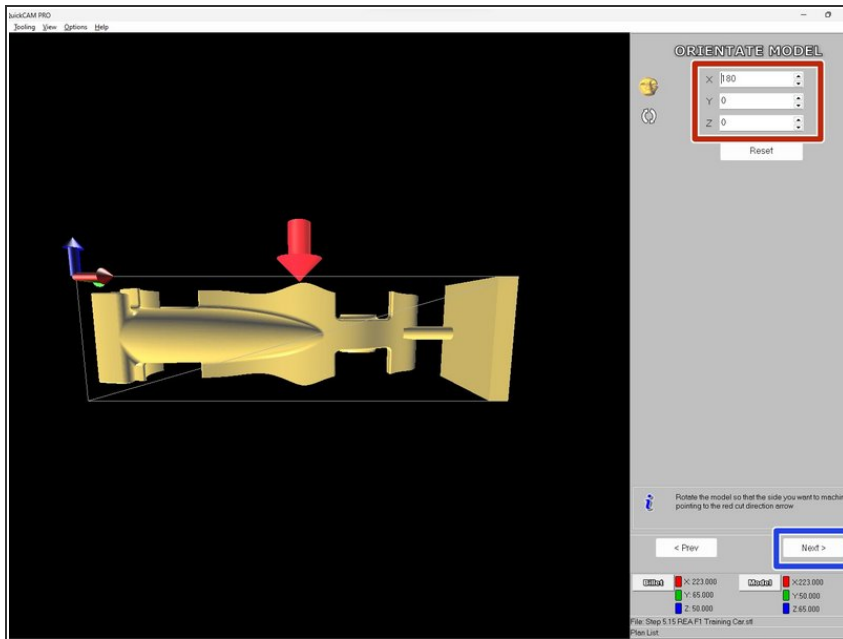 uickCAM PRO
Tooling View Options Help
ORIENTATE MODEL
X 180
Y 0
Z 0
Reset
Rotate the model so that the side you want to machin
pointing to the red cut direction arrow
< Prev Next >
Billet X: 223.000 Model X:223.000
Y: 65.000 Y:50.000
Z: 50.000 Z:65.000
File: Step 5.15 REA F1 Training Car.stl
Plan List